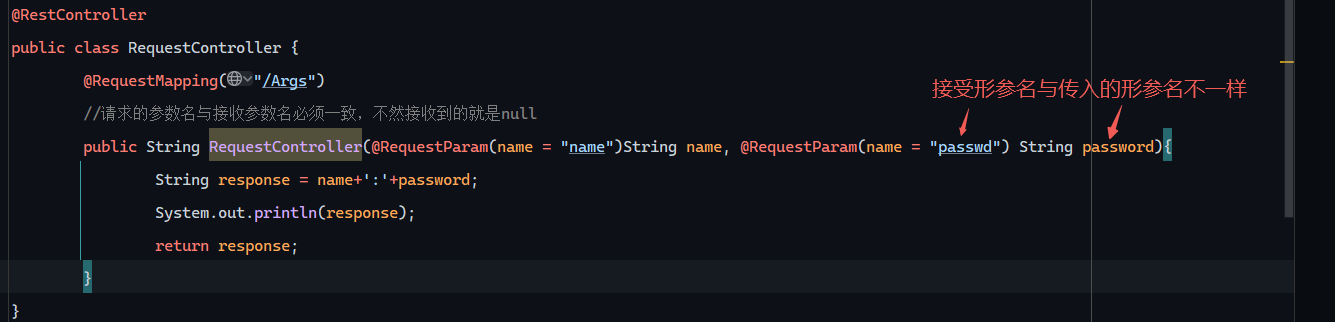 @RestController
public class RequestController {
@RequestMapping("/Args")
接受形参名与传入的形参名不一样
//请求的参数名与接收参数名必须一致，不然接收到的就是null
public String RequestController(@RequestParam(name = "name")String name, @RequestParam(name = "passwd") String password){
String response = name+':'+password;
System.out.println(response);
return response;
}
}